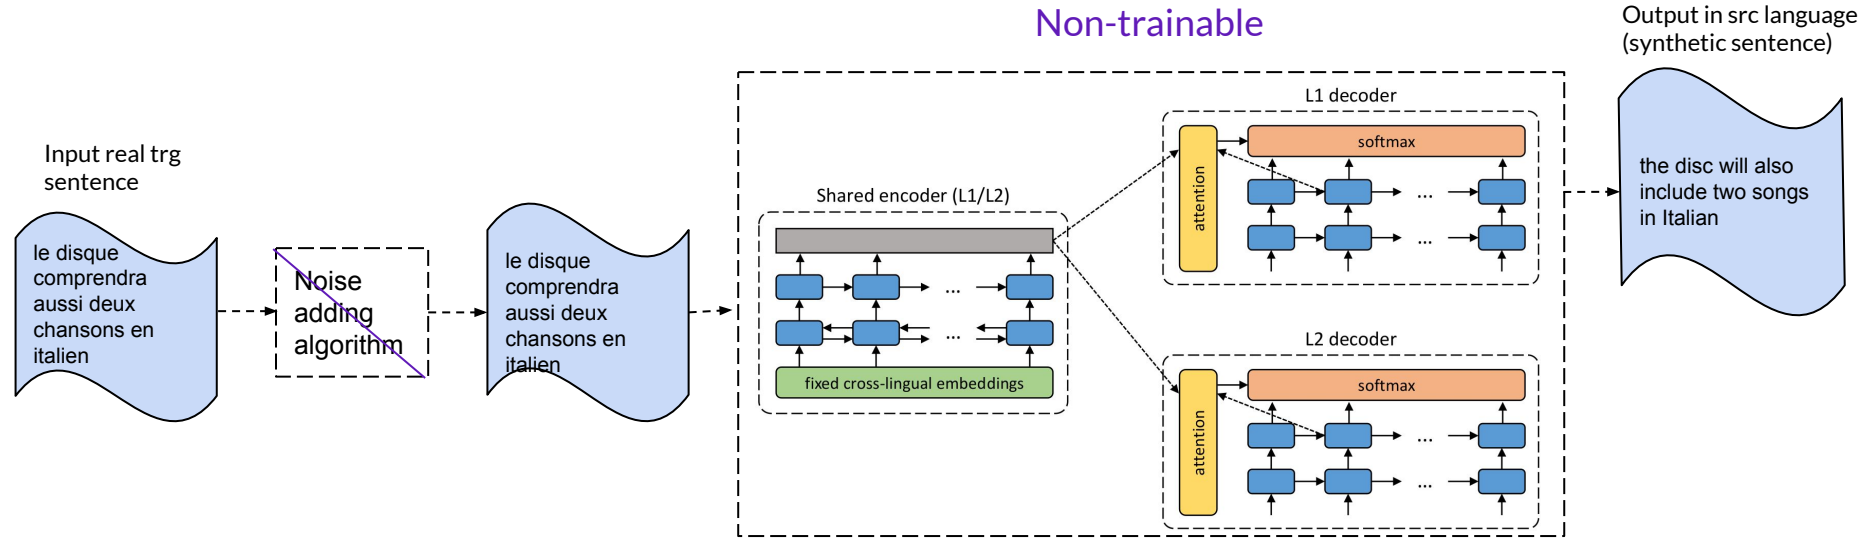 Non-trainable
Output in src language
(synthetic sentence)
Input real trg
sentence
le disque
comprendra
aussi deux
chansons en
italien
Noise
adding
algorithm
le disque
comprendra
aussi deux
chansons en
italien
Shared encoder (L1/L2)
...
...
fixed cross-lingual embeddings
L1 decoder
attention
softmax
...
...
L2 decoder
attention
softmax
...
...
the disc will also
include two songs
in Italian